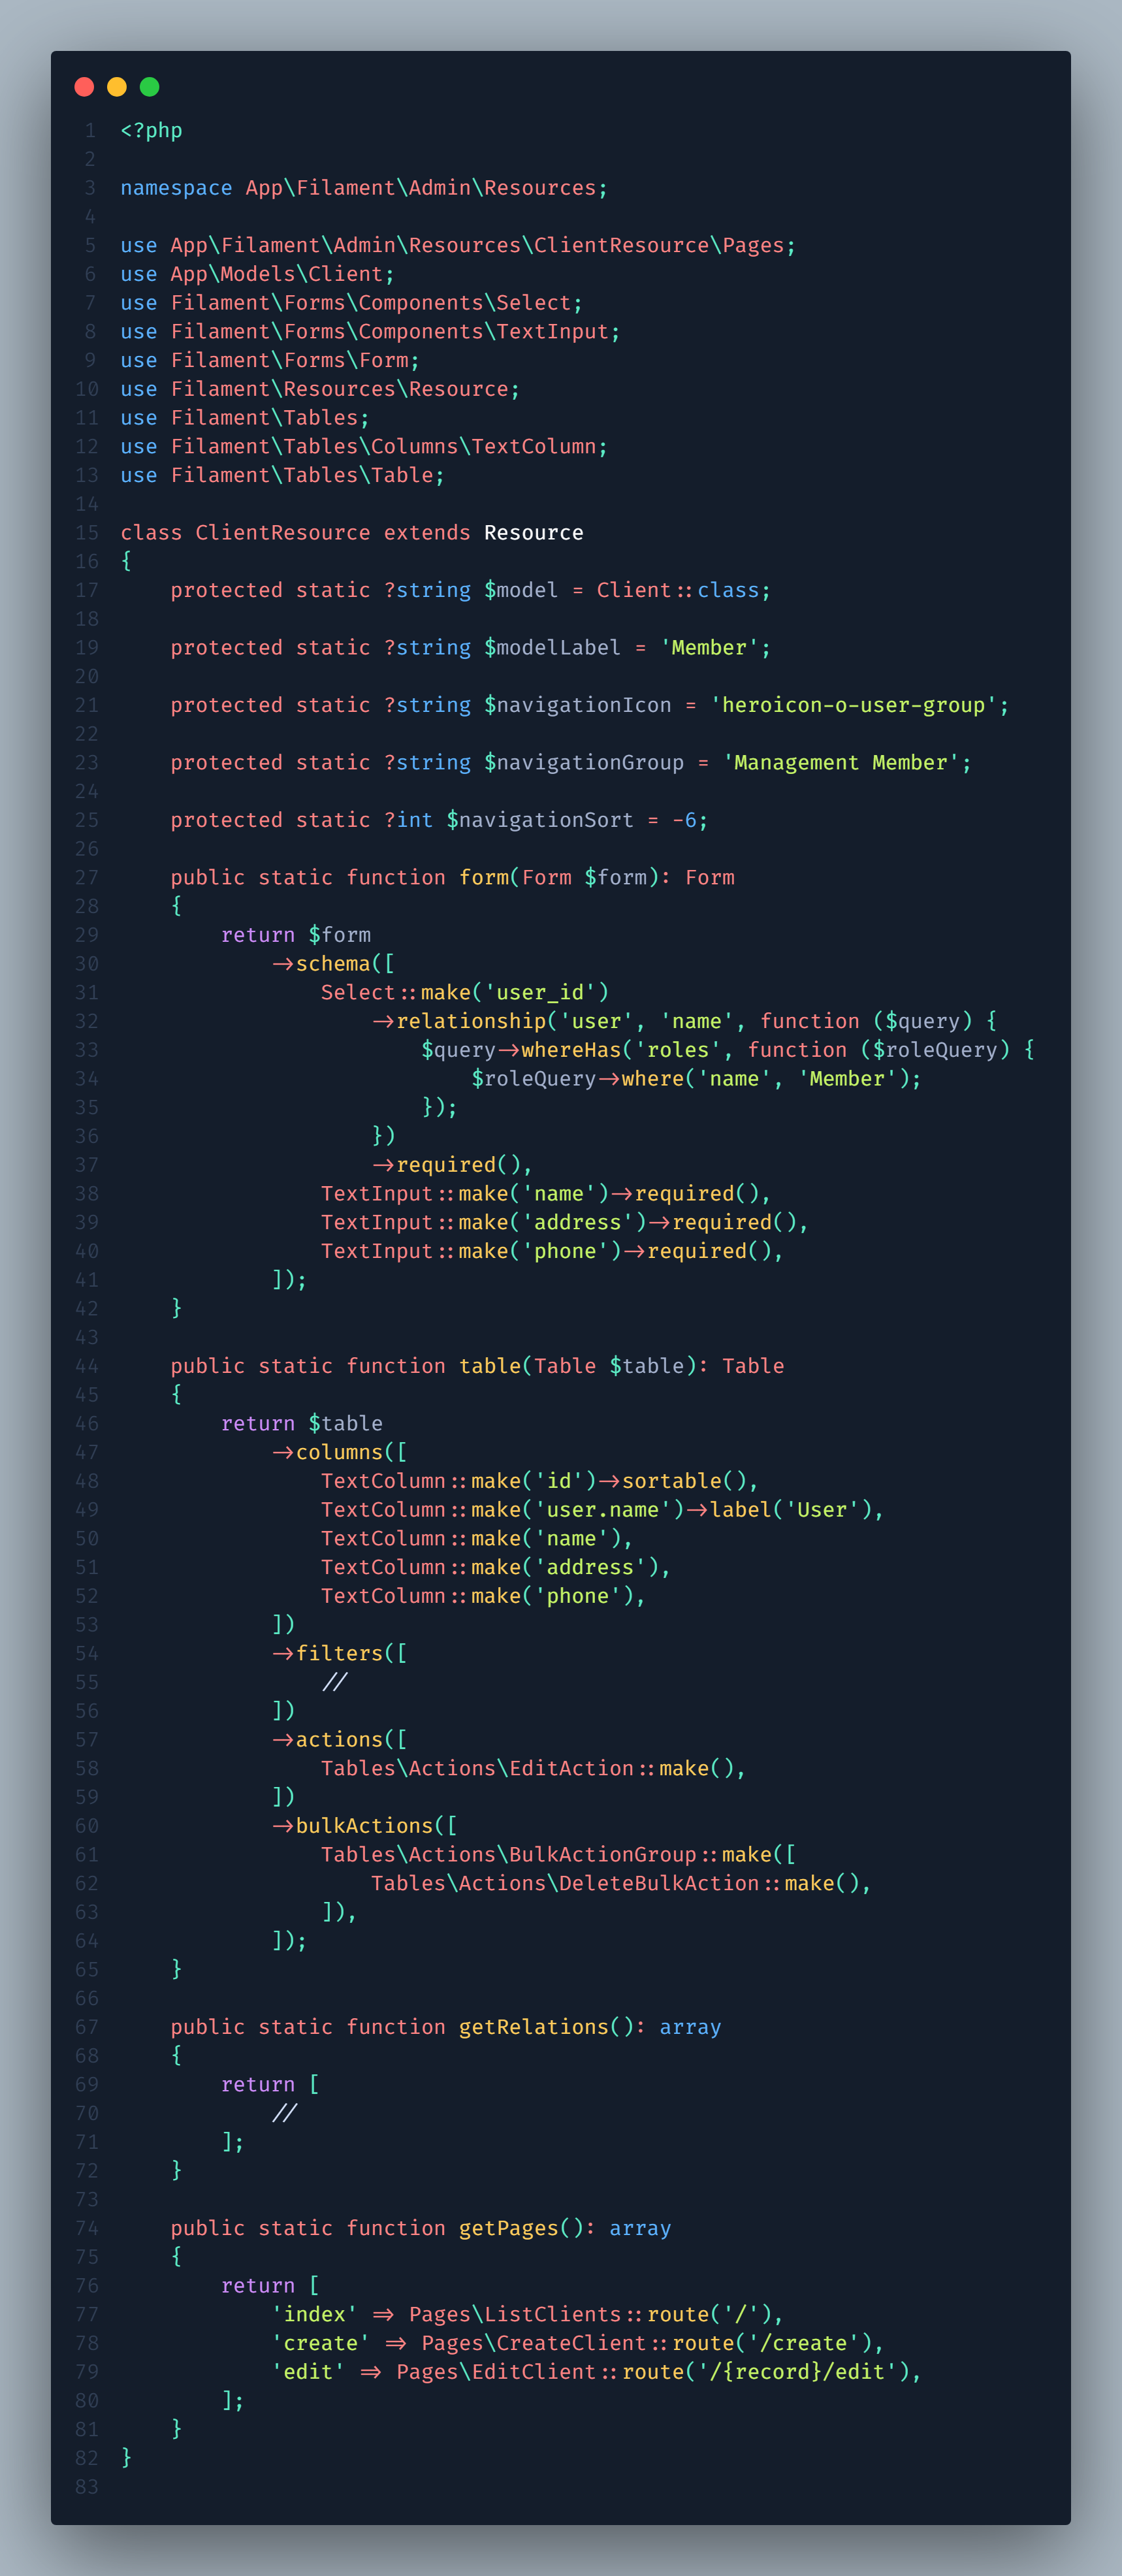 1 <?php
2
3 namespace App\Filament\Admin\Resources;
4
5 use App\Filament\Admin\Resources\ClientResource\Pages;
6 use App\Models\Client;
7 use Filament\Forms\Components\Select;
8 use Filament\Forms\Components\TextInput;
9 use Filament\Forms\Form;
10 use Filament\Resources\Resource;
11 use Filament\Tables;
12 use Filament\Tables\Columns\TextColumn;
13 use Filament\Tables\Table;
14
15 class ClientResource extends Resource
16 {
17     protected static ?string $model = Client::class;
18
19     protected static ?string $modelLabel = 'Member';
20
21     protected static ?string $navigationIcon = 'heroicon-o-user-group';
22
23     protected static ?string $navigationGroup = 'Management Member';
24
25     protected static ?int $navigationSort = -6;
26
27     public static function form(Form $form): Form
28     {
29         return $form
30             ->schema([
31                 Select::make('user_id')
32                     ->relationship('user', 'name', function ($query) {
33                         $query->whereHas('roles', function ($roleQuery) {
34                             $roleQuery->where('name', 'Member');
35                         });
36                     })
37                     ->required(),
38                 TextInput::make('name')->required(),
39                 TextInput::make('address')->required(),
40                 TextInput::make('phone')->required(),
41             ]);
42     }
43
44     public static function table(Table $table): Table
45     {
46         return $table
47             ->columns([
48                 TextColumn::make('id')->sortable(),
49                 TextColumn::make('user.name')->label('User'),
50                 TextColumn::make('name'),
51                 TextColumn::make('address'),
52                 TextColumn::make('phone'),
53             ])
54             ->filters([
55                 //
56             ])
57             ->actions([
58                 Tables\Actions\EditAction::make(),
59             ])
60             ->bulkActions([
61                 Tables\Actions\BulkActionGroup::make([
62                     Tables\Actions\DeleteBulkAction::make(),
63                 ]),
64             ]);
65     }
66
67     public static function getRelations(): array
68     {
69         return [
70             //
71         ];
72     }
73
74     public static function getPages(): array
75     {
76         return [
77             'index' => Pages\ListClients::route('/'),
78             'create' => Pages\CreateClient::route('/create'),
79             'edit' => Pages\EditClient::route('/{record}/edit'),
80         ];
81     }
82 }
83